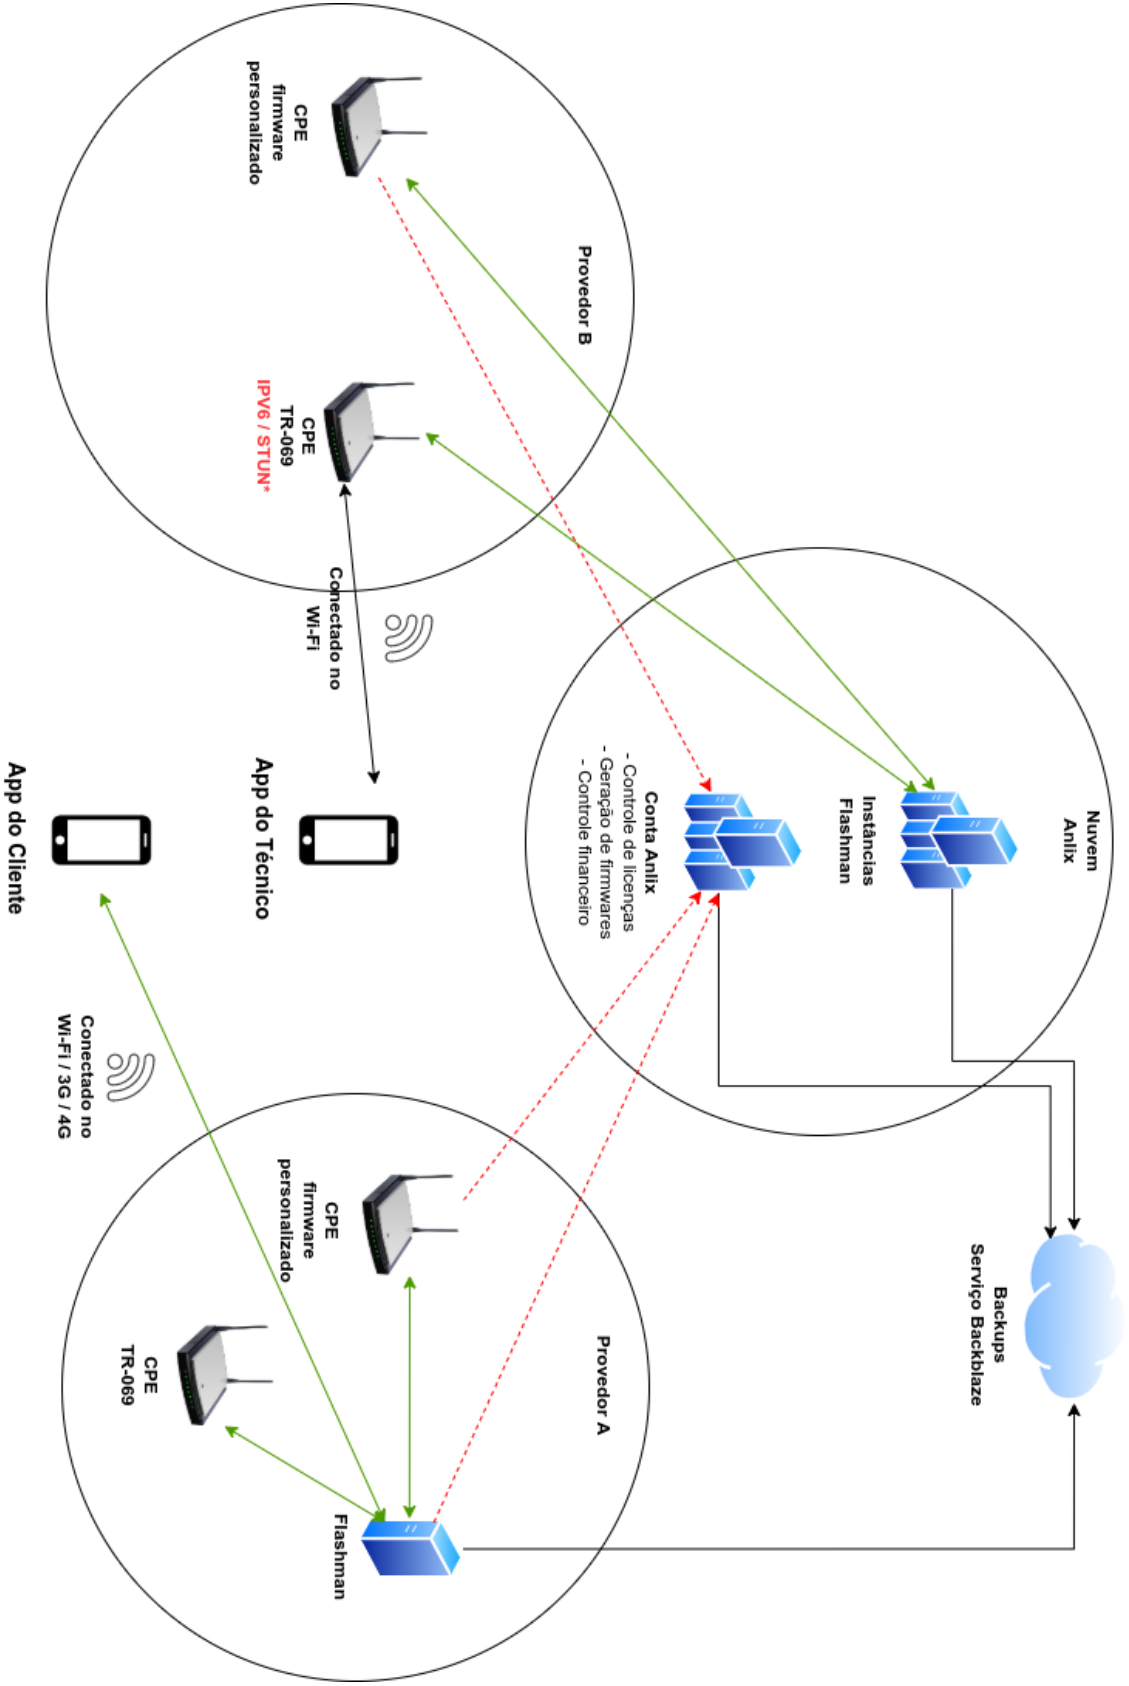 Nuvem
Anlix
Instâncias
Flashman
Conta Anlix
- Controle de licenças
- Geração de firmwares
- Controle financeiro
Backups
Serviço Backblaze
Provedor B
CPE
firmware
personalizado
CPE
TR-069
IPV6 / STUN*
Conectado no
Wi-Fi
App do Técnico
App do Cliente
Conectado no
Wi-Fi / 3G / 4G
Provedor A
CPE
firmware
personalizado
CPE
TR-069
Flashman